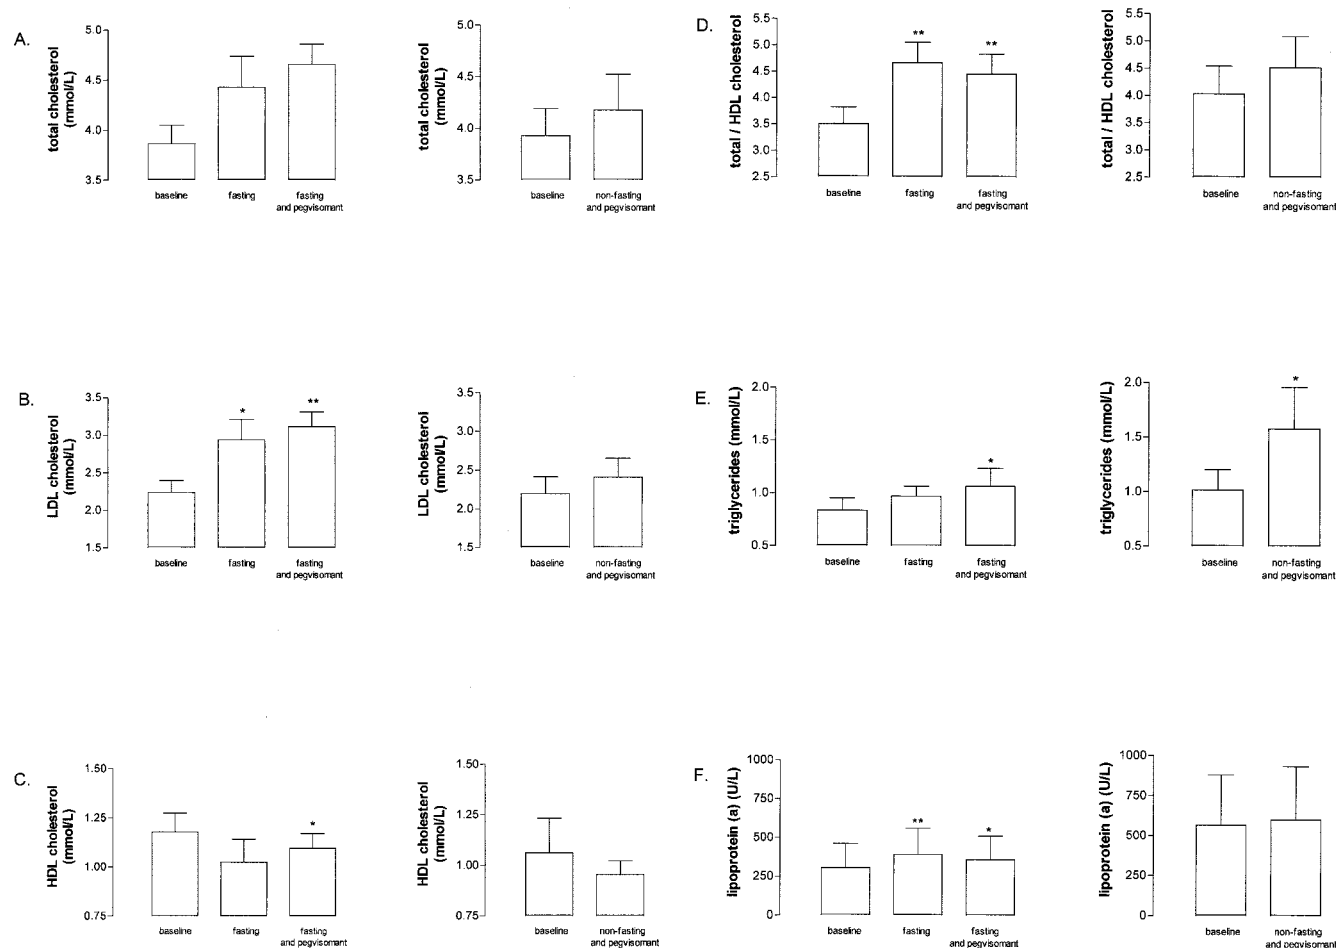 A.
total cholesterol
(mmol/L)
5.0
4.5
4.0
3.5
baseline
fasting
fasting
and pegvisomant
total cholesterol
(mmol/L)
5.0
4.5
4.0
3.5
baseline
non-fasting
and pegvisomant
D.
total / HDL cholesterol
5.5
5.0
4.5
4.0
3.5
3.0
2.5
**
**
baseline
fasting
fasting
and pegvisomant
total / HDL cholesterol
5.5
5.0
4.5
4.0
3.5
3.0
2.5
baseline
non-fasting
and pegvisomant
B.
LDL cholesterol
(mmol/L)
3.5
3.0
2.5
2.0
1.5
*
**
baseline
fasting
fasting
and pegvisomant
LDL cholesterol
(mmol/L)
3.5
3.0
2.5
2.0
1.5
baseline
non-fasting
and pegvisomant
E.
triglycerides (mmol/L)
2.0
1.5
1.0
0.5
*
baseline
fasting
fasting
and pegvisomant
triglycerides (mmol/L)
2.0
1.5
1.0
0.5
*
baseline
non-fasting
and pegvisomant
C.
HDL cholesterol
(mmol/L)
1.50
1.25
1.00
0.75
*
baseline
fasting
fasting
and pegvisomant
HDL cholesterol
(mmol/L)
1.50
1.25
1.00
0.75
baseline
non-fasting
and pegvisomant
F.
lipoprotein (a) (U/L)
1000
750
500
250
0
**
*
baseline
fasting
fasting
and pegvisomant
lipoprotein (a) (U/L)
1000
750
500
250
0
baseline
non-fasting
and pegvisomant